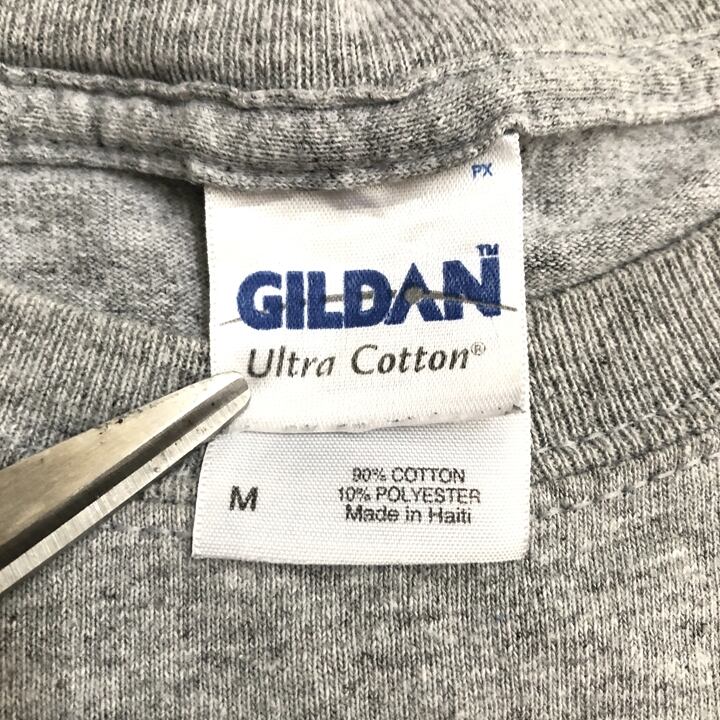 PX
GILDAN™
Ultra Cotton®
M
90% COTTON
10% POLYESTER
Made in Haiti